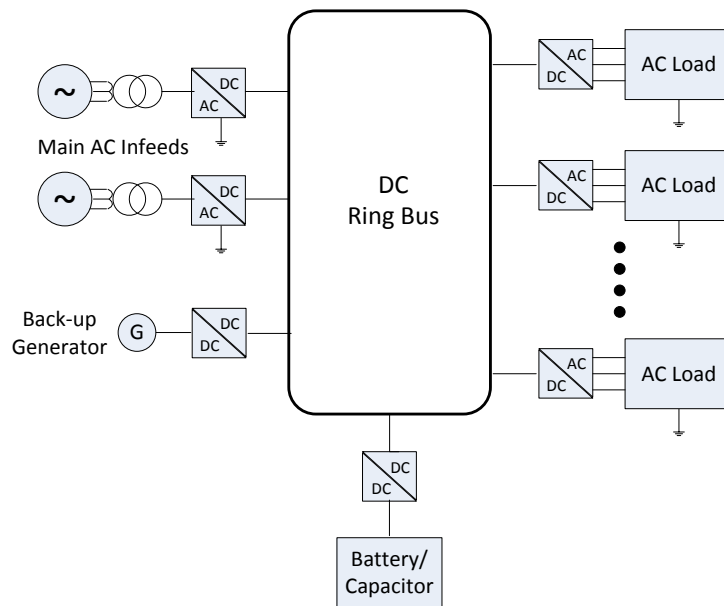 ~
DC
AC
Main AC Infeeds
~
DC
AC
Back-up
Generator
G
DC
DC
DC
Ring Bus
AC
DC
AC Load
AC
DC
AC Load
AC
DC
AC Load
DC
DC
Battery/
Capacitor